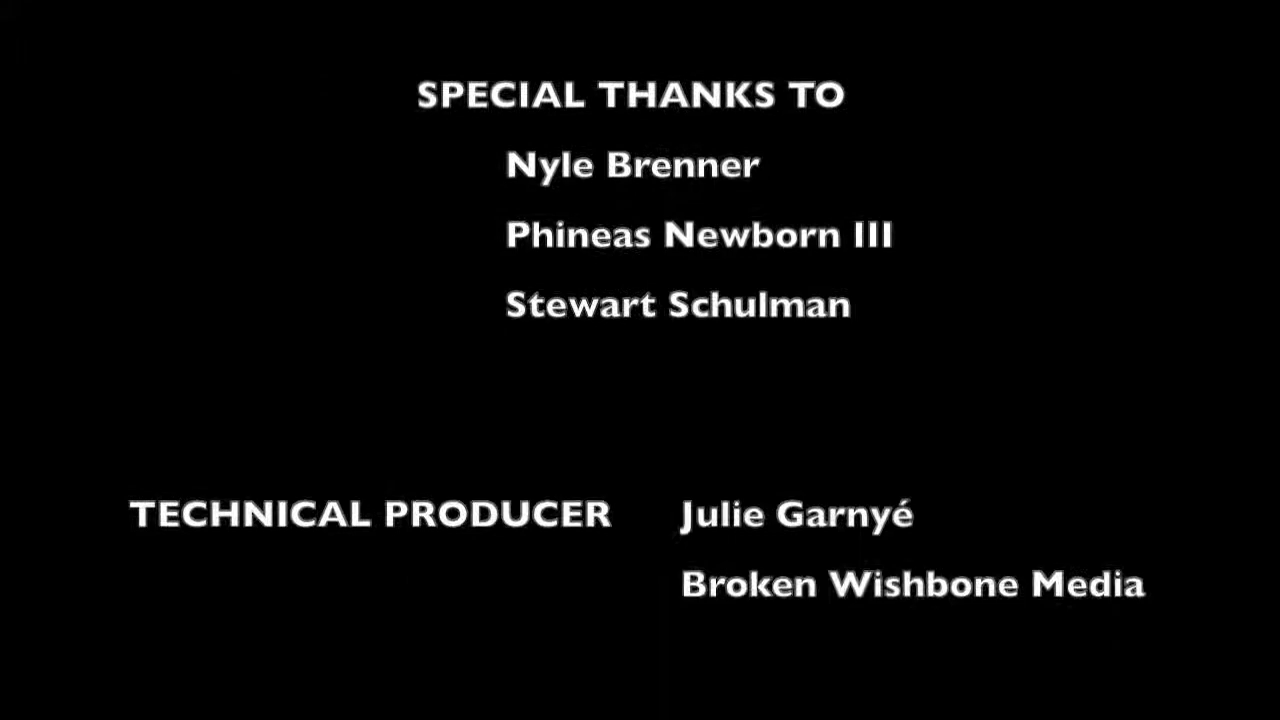 SPECIAL THANKS TO
Nyle Brenner
Phineas Newborn III
Stewart Schulman
TECHNICAL PRODUCER Julie Garnyé
Broken Wishbone Media